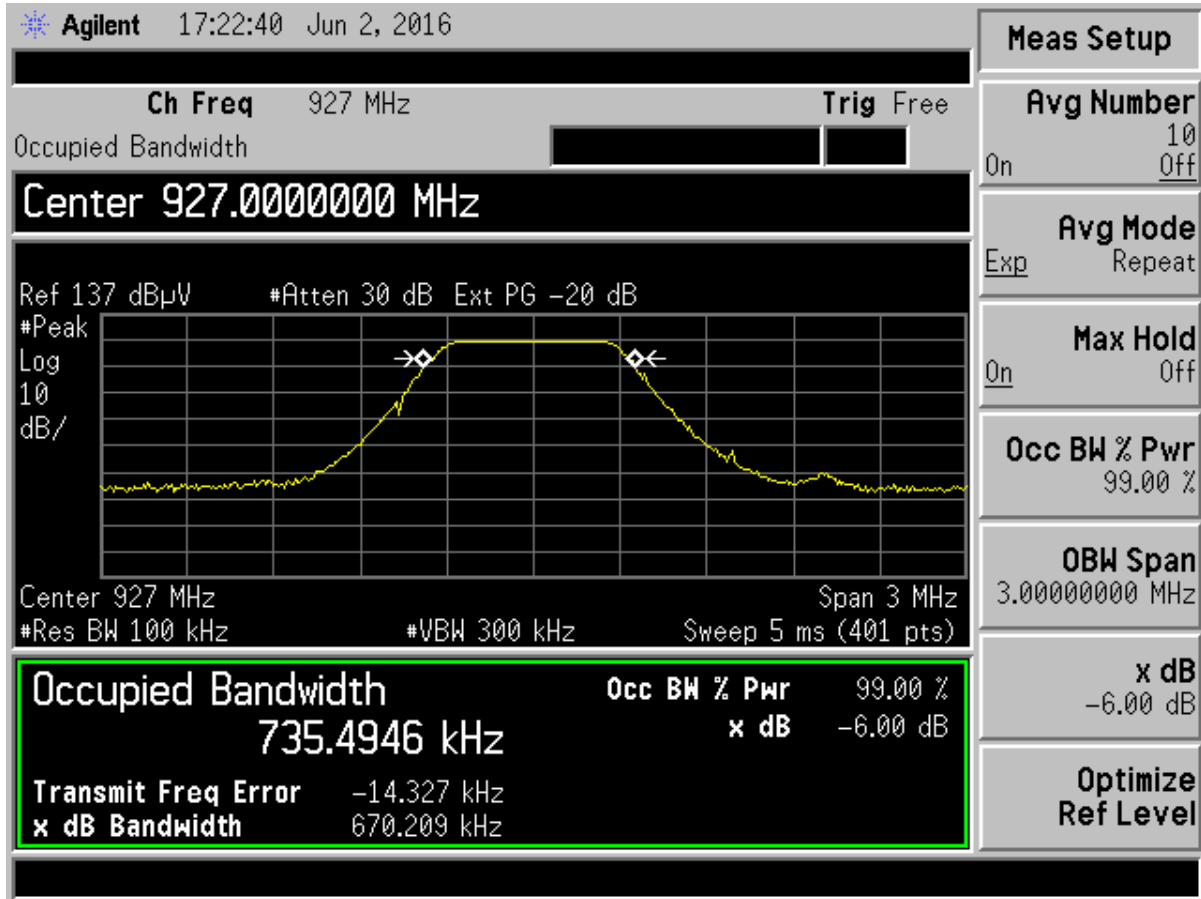 Agilent 17:22:40 Jun 2, 2016
Ch Freq 927 MHz Trig Free
Occupied Bandwidth
Center 927.0000000 MHz
Ref 137 dBµV #Atten 30 dB Ext PG −20 dB
#Peak
Log
10
dB/
Center 927 MHz Span 3 MHz
#Res BW 100 kHz #VBW 300 kHz Sweep 5 ms (401 pts)
Occupied Bandwidth
735.4946 kHz
Occ BW % Pwr 99.00 %
x dB −6.00 dB
Transmit Freq Error −14.327 kHz
x dB Bandwidth 670.209 kHz
Meas Setup
Avg Number
10
On Off
Avg Mode
Exp Repeat
Max Hold
On Off
Occ BW % Pwr
99.00 %
OBW Span
3.00000000 MHz
x dB
−6.00 dB
Optimize
Ref Level